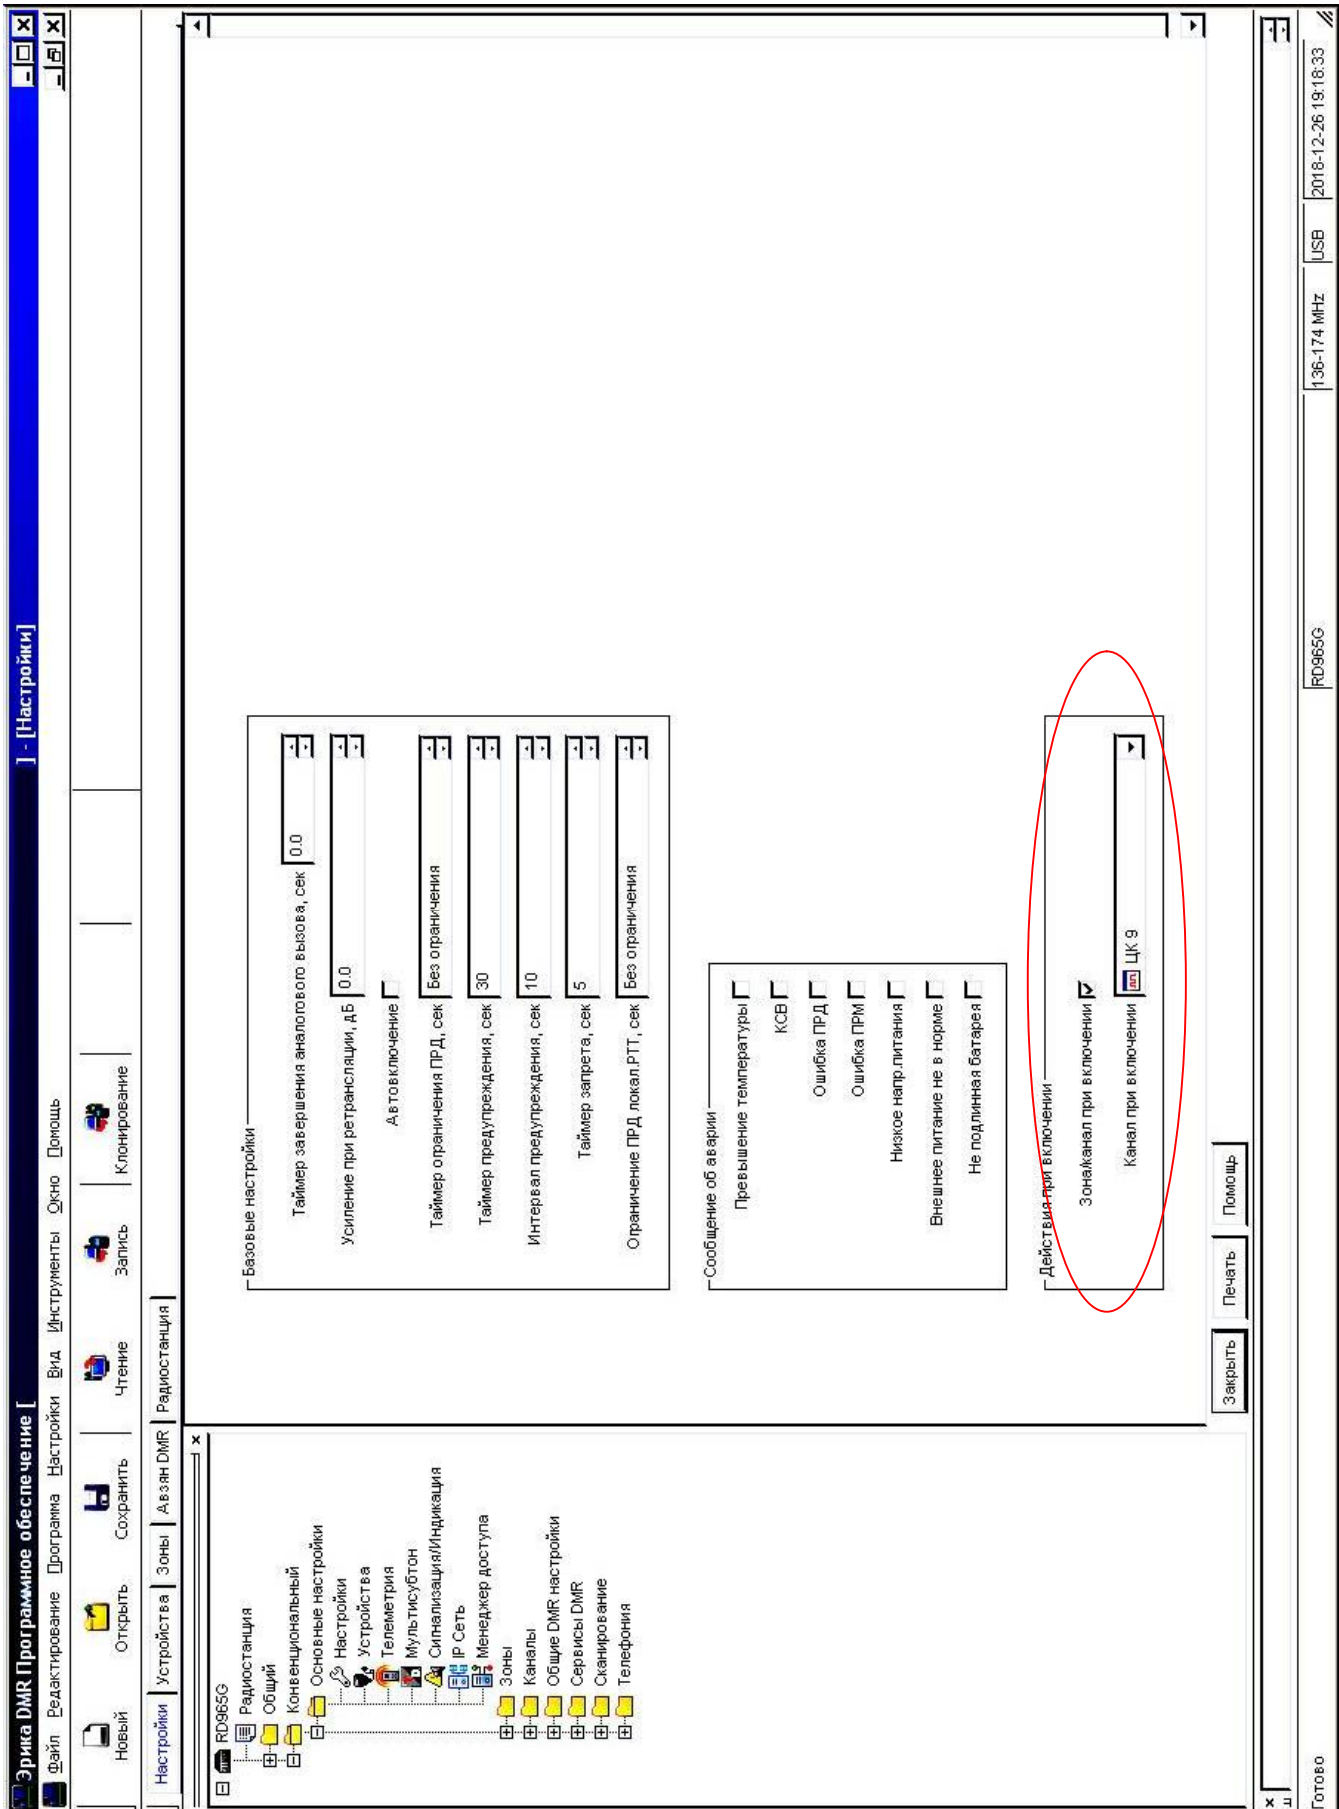 Эрика DMR Программное обеспечение [ ] - [Настройки]
Файл Редактирование Программа Настройки Вид Инструменты Окно Помощь
Новый Открыть Сохранить Чтение Запись Клонирование
Настройки Устройства Зоны Авзян DMR Радиостанция
RD965G
Радиостанция
Общий
Конвенциональный
Основные настройки
Настройки
Устройства
Телеметрия
Мультисубтон
Сигнализация/Индикация
IP Сеть
Менеджер доступа
Зоны
Каналы
Общие DMR настройки
Сервисы DMR
Сканирование
Телефония
Базовые настройки
Таймер завершения аналогового вызова, сек 0.0
Усиление при ретрансляции, дБ 0.0
Автовключение
Таймер ограничения ПРД, сек Без ограничения
Таймер предупреждения, сек 30
Интервал предупреждения, сек 10
Таймер запрета, сек 5
Ограничение ПРД локал.PTT, сек Без ограничения
Сообщение об аварии
Превышение температуры
КСВ
Ошибка ПРД
Ошибка ПРМ
Низкое напр.питания
Внешнее питание не в норме
Не подлинная батарея
Действия при включении
Зона/канал при включении
Канал при включении ЦК 9
Закрыть Печать Помощь
Готово RD965G 136-174 MHz USB 2018-12-26 19:18:33